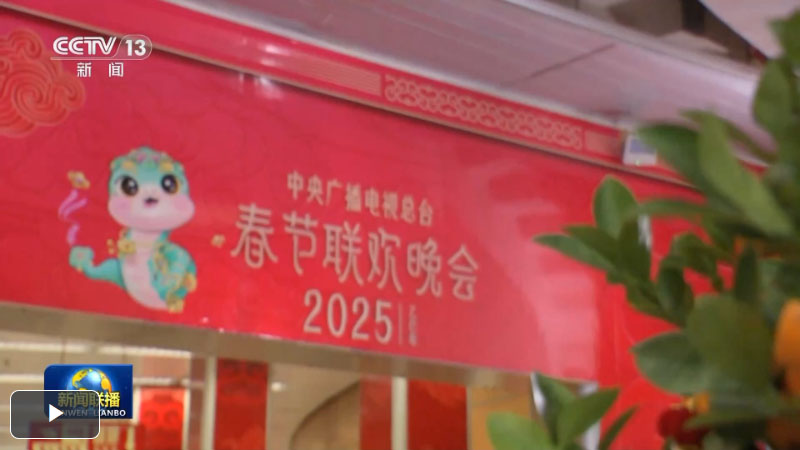 CCTV 13
新闻
中央广播电视总台
春节联欢晚会
2025
新闻联播